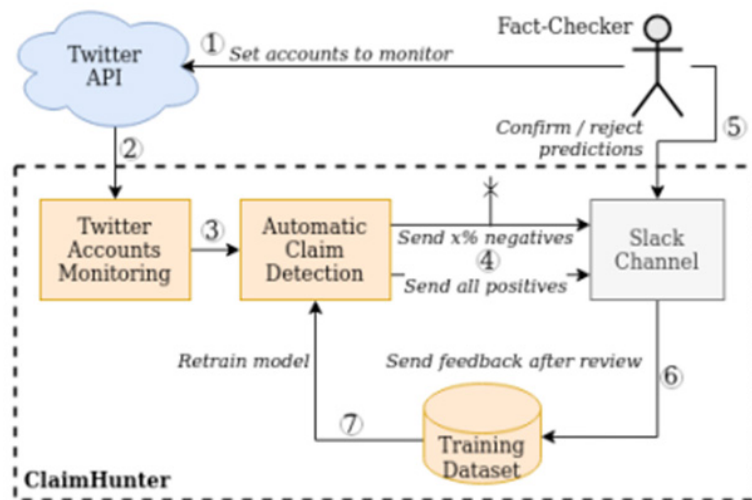 Fact-Checker
Twitter
API
① Set accounts to monitor
②
Confirm / reject
predictions
⑤
Twitter
Accounts
Monitoring
③
Automatic
Claim
Detection
Send x% negatives
④
Send all positives
Slack
Channel
Retrain model
Send feedback after review
⑥
⑦
Training
Dataset
ClaimHunter